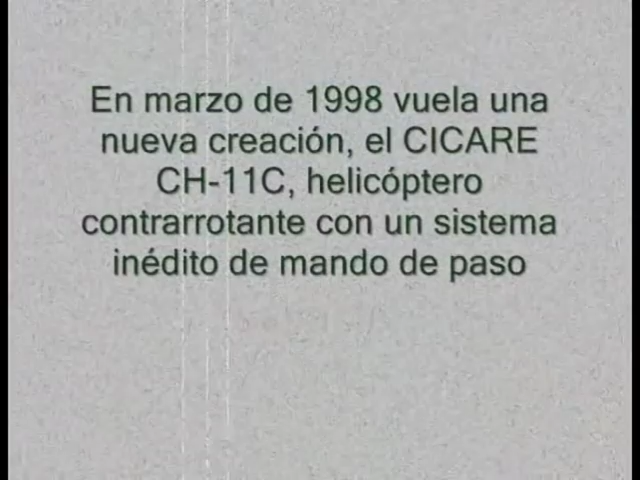 En marzo de 1998 vuela una
nueva creación, el CICARE
CH-11C, helicóptero
contrarrotante con un sistema
inédito de mando de paso